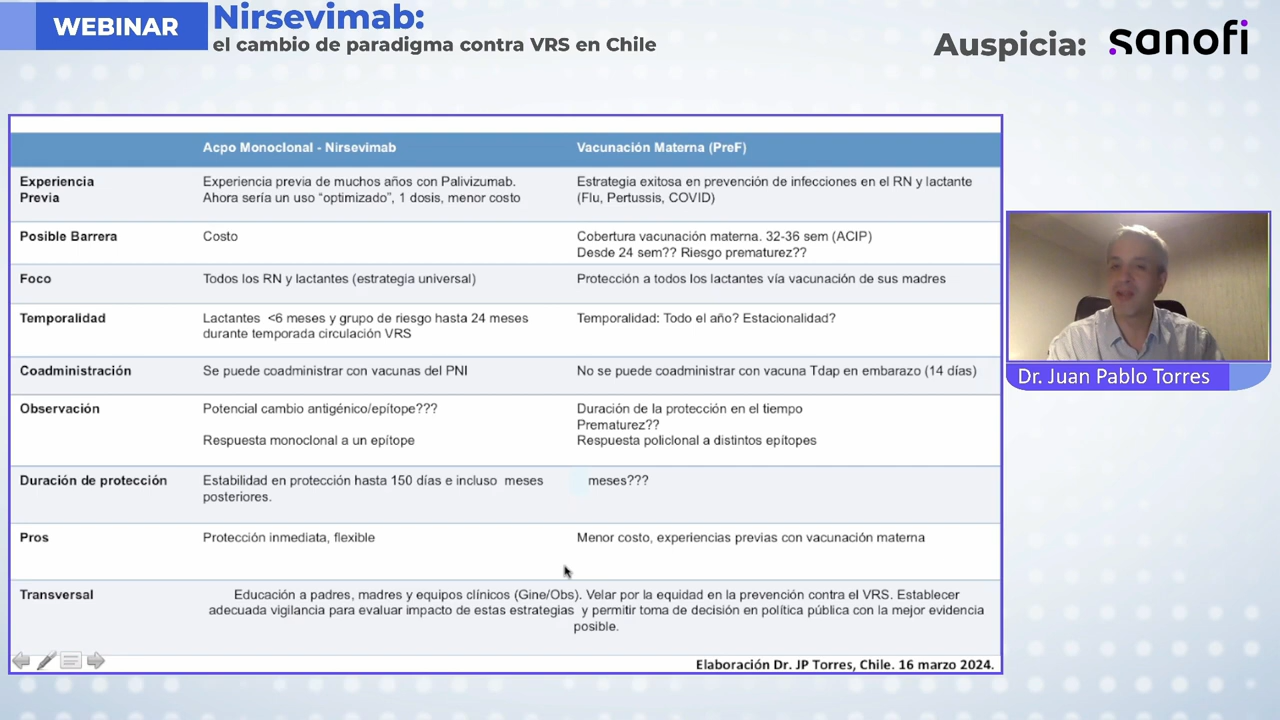 WEBINAR
Nirsevimab:
el cambio de paradigma contra VRS en Chile
Auspicia: sanofi
Acpo Monoclonal - Nirsevimab
Vacunación Materna (PreF)
Experiencia
Previa
Experiencia previa de muchos años con Palivizumab.
Ahora sería un uso “optimizado”, 1 dosis, menor costo
Estrategia exitosa en prevención de infecciones en el RN y lactante
(Flu, Pertussis, COVID)
Posible Barrera
Costo
Cobertura vacunación materna. 32-36 sem (ACIP)
Desde 24 sem?? Riesgo prematurez??
Foco
Todos los RN y lactantes (estrategia universal)
Protección a todos los lactantes vía vacunación de sus madres
Temporalidad
Lactantes <6 meses y grupo de riesgo hasta 24 meses
durante temporada circulación VRS
Temporalidad: Todo el año? Estacionalidad?
Coadministración
Se puede coadministrar con vacunas del PNI
No se puede coadministrar con vacuna Tdap en embarazo (14 días)
Observación
Potencial cambio antigénico/epítope???
Respuesta monoclonal a un epítope
Duración de la protección en el tiempo
Prematurez??
Respuesta policlonal a distintos epítopes
Duración de protección
Estabilidad en protección hasta 150 días e incluso meses
posteriores.
meses???
Pros
Protección inmediata, flexible
Menor costo, experiencias previas con vacunación materna
Transversal
Educación a padres, madres y equipos clínicos (Gine/Obs). Velar por la equidad en la prevención contra el VRS. Establecer
adecuada vigilancia para evaluar impacto de estas estrategias y permitir toma de decisión en política pública con la mejor evidencia
posible.
Elaboración Dr. JP Torres, Chile. 16 marzo 2024.
Dr. Juan Pablo Torres